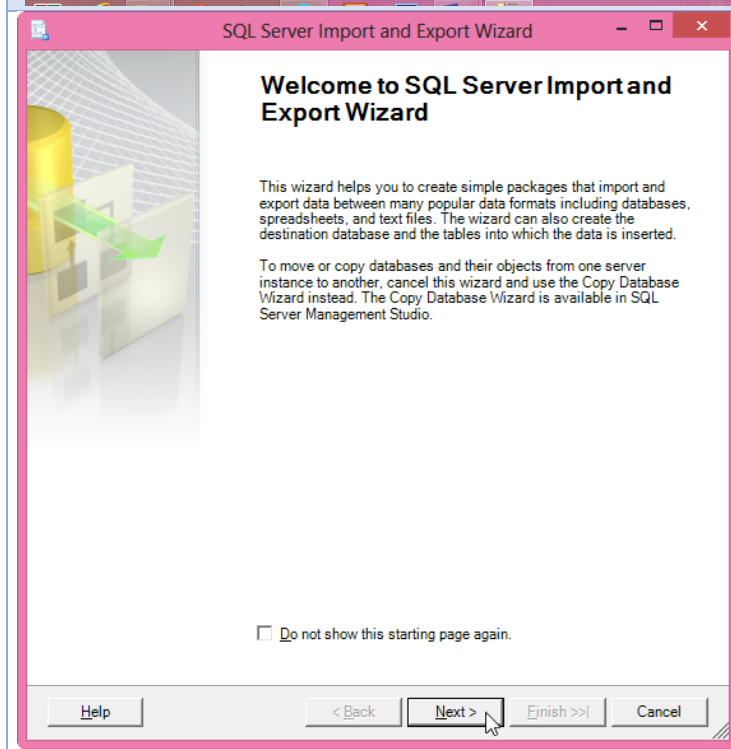 SQL Server Import and Export Wizard
Welcome to SQL Server Import and
Export Wizard
This wizard helps you to create simple packages that import and
export data between many popular data formats including databases,
spreadsheets, and text files. The wizard can also create the
destination database and the tables into which the data is inserted.
To move or copy databases and their objects from one server
instance to another, cancel this wizard and use the Copy Database
Wizard instead. The Copy Database Wizard is available in SQL
Server Management Studio.
Do not show this starting page again.
Help < Back Next > Finish >>| Cancel